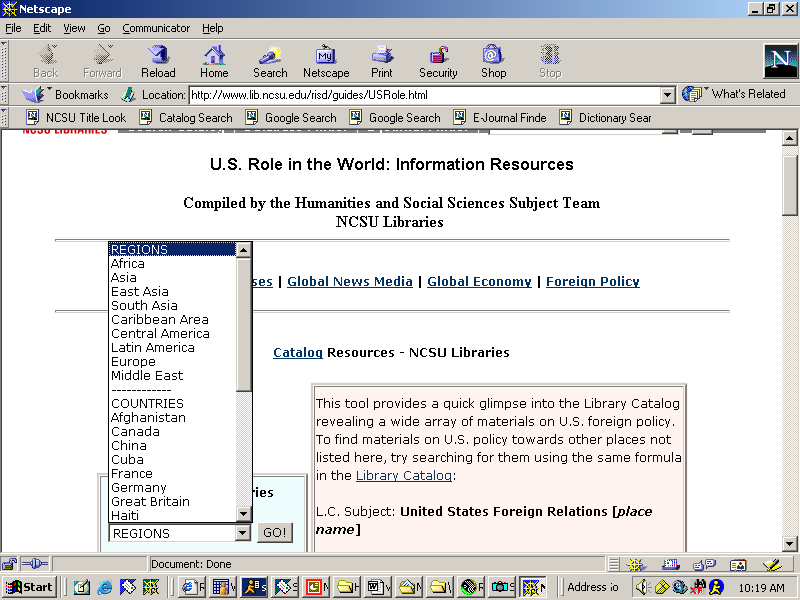 Netscape
File Edit View Go Communicator Help
Back Forward Reload Home Search Netscape Print Security Shop Stop
My
N
Bookmarks Location: http://www.lib.ncsu.edu/risd/guides/USRole.html What's Related
NCSU Title Look Catalog Search Google Search Google Search E-Journal Finde Dictionary Sear
U.S. Role in the World: Information Resources
Compiled by the Humanities and Social Sciences Subject Team
NCSU Libraries
ses | Global News Media | Global Economy | Foreign Policy
Catalog Resources - NCSU Libraries
REGIONS
Africa
Asia
East Asia
South Asia
Caribbean Area
Central America
Latin America
Europe
Middle East
------------
COUNTRIES
Afghanistan
Canada
China
Cuba
France
Germany
Great Britain
Haiti
ries
REGIONS GO!
This tool provides a quick glimpse into the Library Catalog
revealing a wide array of materials on U.S. foreign policy.
To find materials on U.S. policy towards other places not
listed here, try searching for them using the same formula
in the Library Catalog:
L.C. Subject: United States Foreign Relations [place
name]
Document: Done
Start Address 10:19 AM